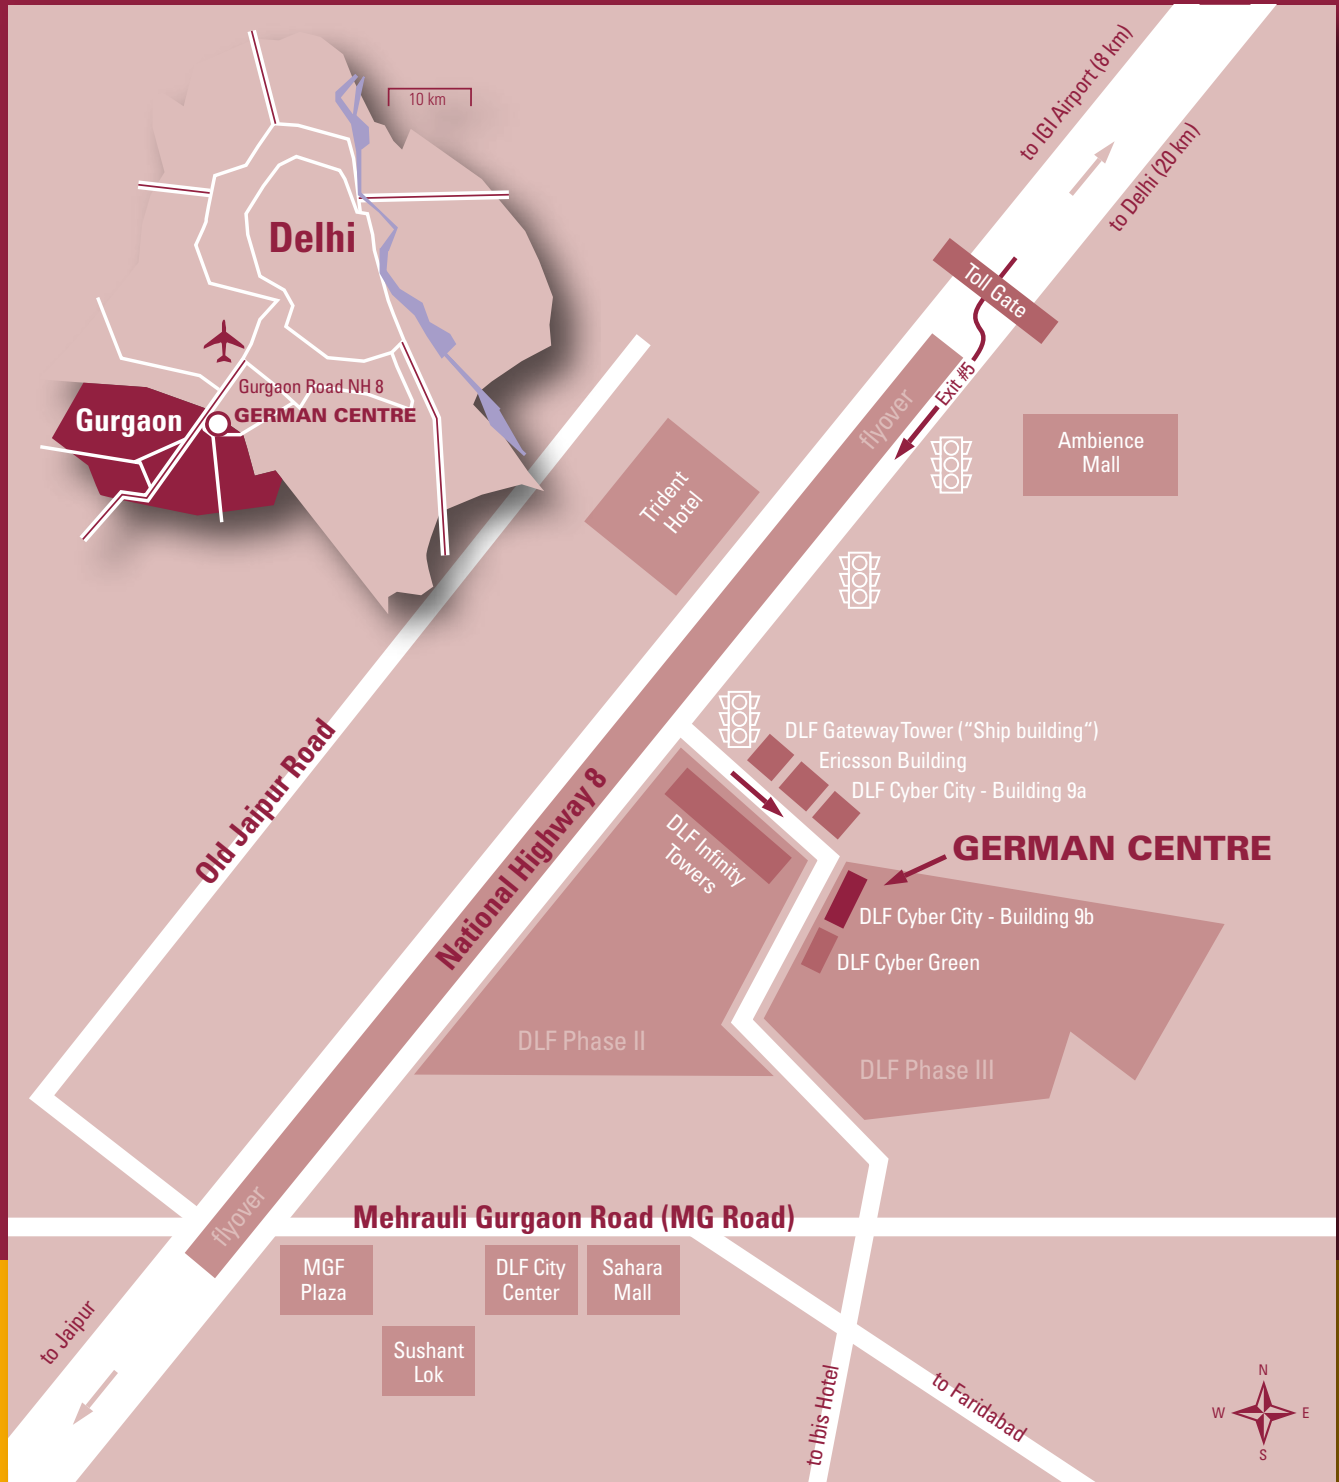 to IGI Airport (8 km)
to Delhi (20 km)
10 km
Delhi
Toll Gate
Gurgaon Road NH 8
GERMAN CENTRE
Gurgaon
Exit #5
flyover
Ambience
Mall
Trident
Hotel
DLF Gateway Tower (“Ship building“)
Ericsson Building
DLF Cyber City - Building 9a
Old Jaipur Road
National Highway 8
DLF Infinity
Towers
GERMAN CENTRE
DLF Cyber City - Building 9b
DLF Cyber Green
DLF Phase II
DLF Phase III
flyover
Mehrauli Gurgaon Road (MG Road)
MGF
Plaza
DLF City
Center
Sahara
Mall
Sushant
Lok
to Jaipur
to Ibis Hotel
to Faridabad
N
W
E
S